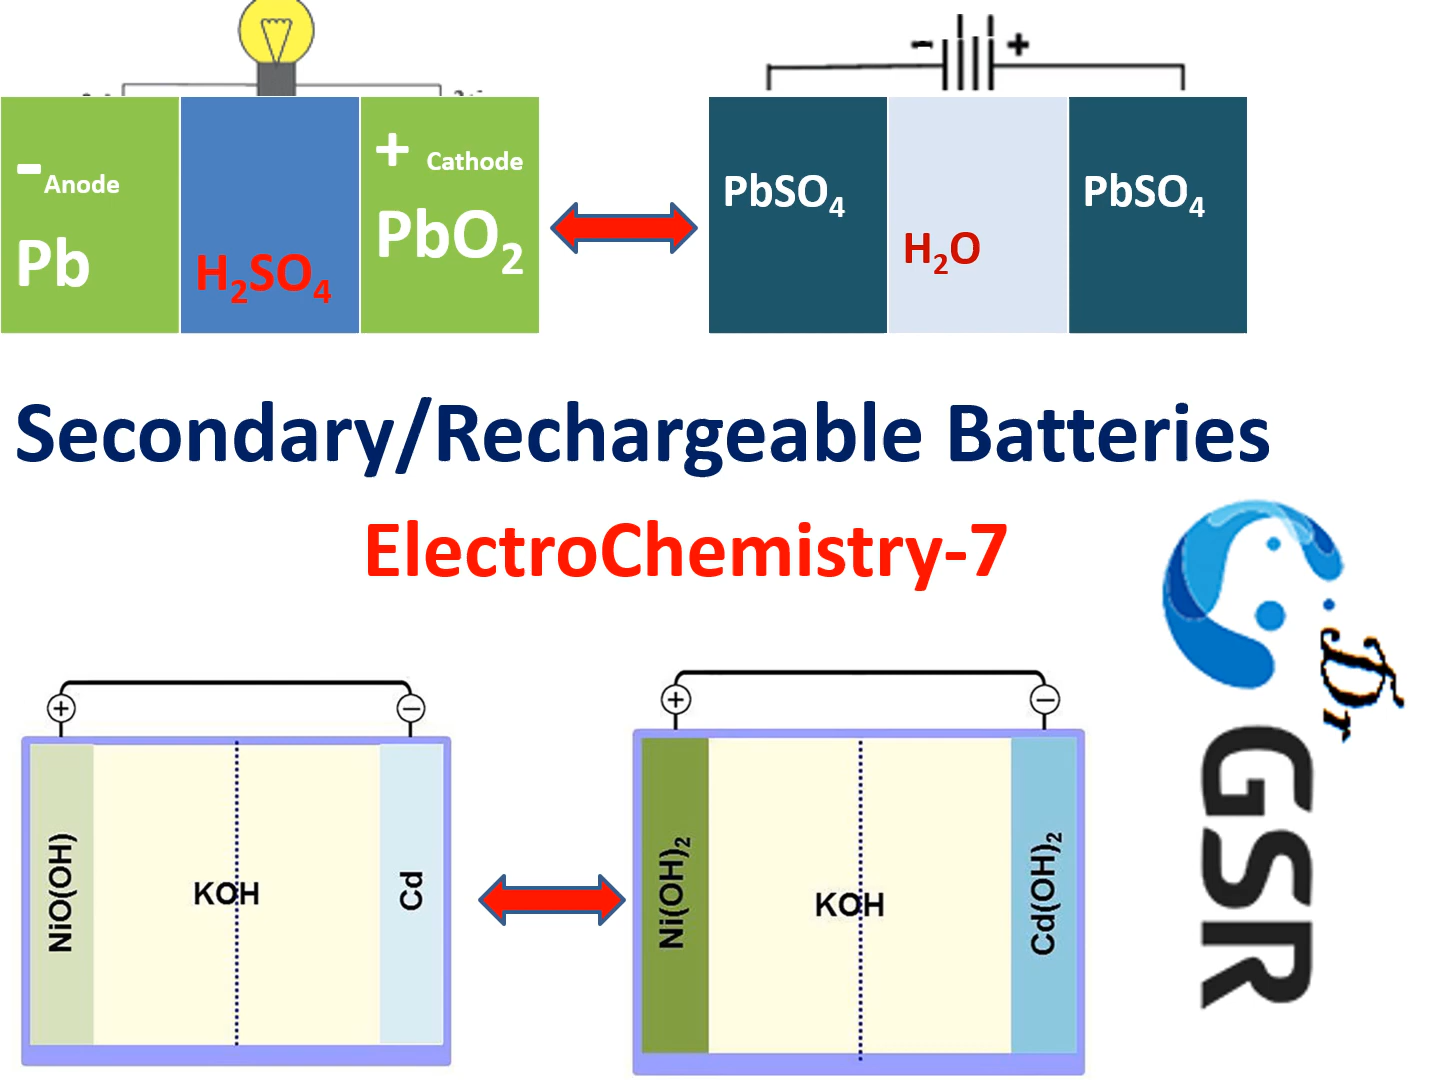 - +
- Anode
Pb
H₂SO₄
+ Cathode
PbO₂
PbSO₄
H₂O
PbSO₄
Secondary/Rechargeable Batteries
ElectroChemistry-7
+
−
NiO(OH)
KOH
Cd
+
−
Ni(OH)₂
KOH
Cd(OH)₂
Dr
GSR